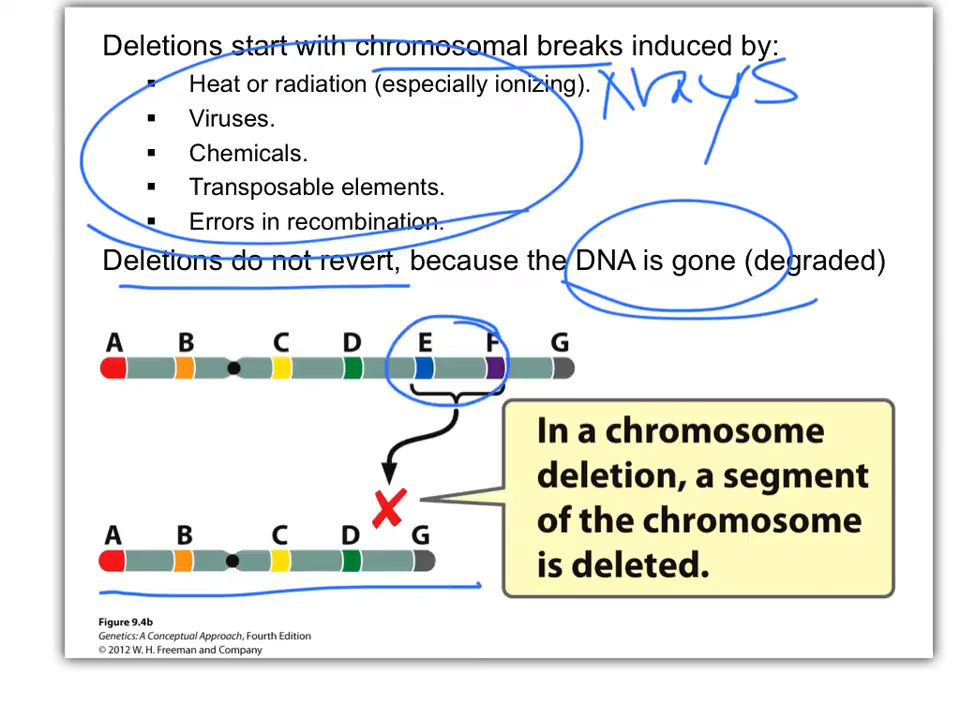 Deletions start with chromosomal breaks induced by:
▪ Heat or radiation (especially ionizing). xrays
▪ Viruses.
▪ Chemicals.
▪ Transposable elements.
▪ Errors in recombination.
Deletions do not revert, because the DNA is gone (degraded)
A B C D E F G
In a chromosome
deletion, a segment
of the chromosome
is deleted.
A B C D G
Figure 9.4b
Genetics: A Conceptual Approach, Fourth Edition
© 2012 W. H. Freeman and Company